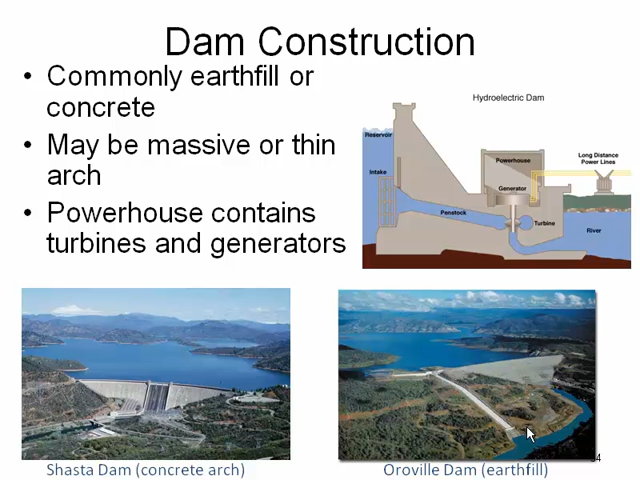 Dam Construction
• Commonly earthfill or
concrete
• May be massive or thin
arch
• Powerhouse contains
turbines and generators
Hydroelectric Dam
Reservoir
Intake
Penstock
Powerhouse
Generator
Turbine
Long Distance
Power Lines
River
Shasta Dam (concrete arch)
Oroville Dam (earthfill)